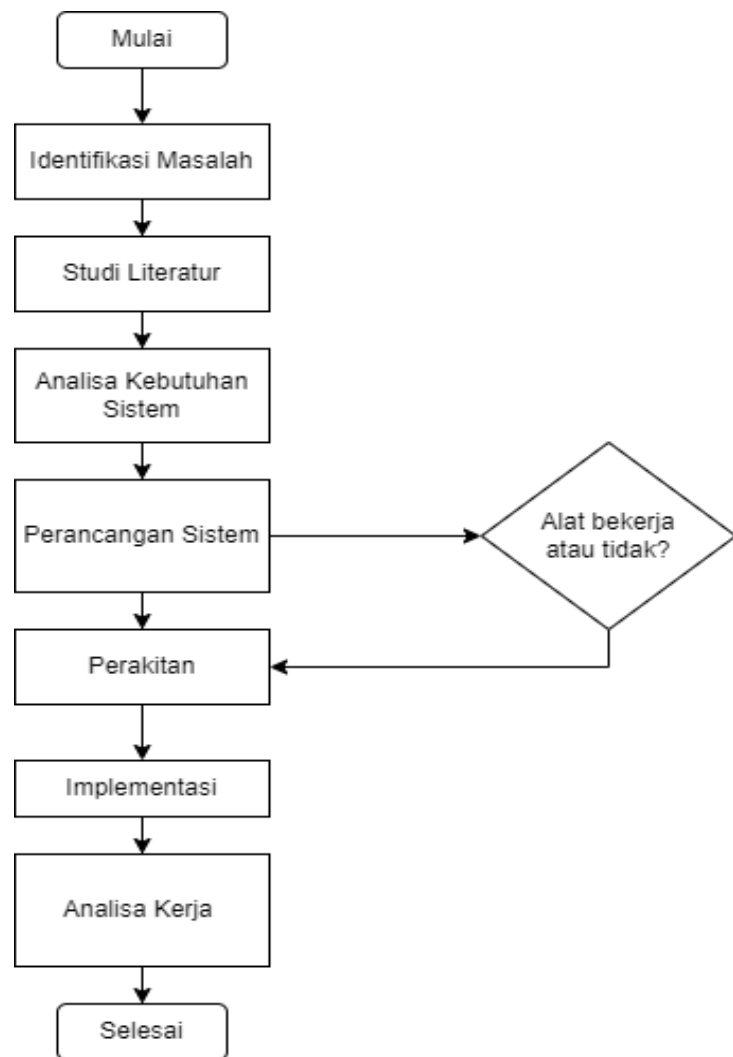 Mulai
Identifikasi Masalah
Studi Literatur
Analisa Kebutuhan
Sistem
Perancangan Sistem
Alat bekerja
atau tidak?
Perakitan
Implementasi
Analisa Kerja
Selesai